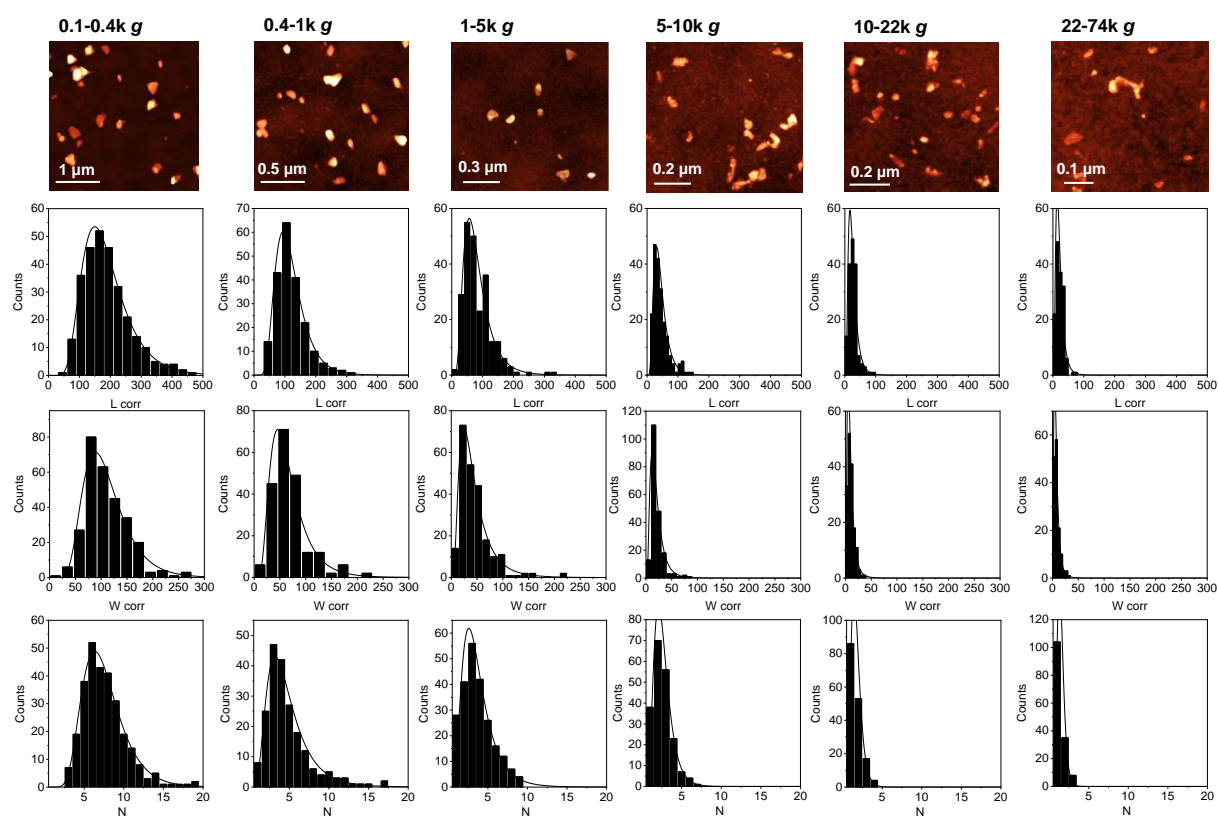 0.1-0.4k g 0.4-1k g 1-5k g 5-10k g 10-22k g 22-74k g
1 µm 0.5 µm 0.3 µm 0.2 µm 0.2 µm 0.1 µm
60 50 40 30 20 10 0
Counts
0 100 200 300 400 500
L corr
70 60 50 40 30 20 10 0
Counts
0 100 200 300 400 500
L corr
60 40 20 0
Counts
0 100 200 300 400 500
L corr
60 40 20 0
Counts
0 100 200 300 400 500
L corr
60 40 20 0
Counts
0 100 200 300 400 500
L corr
60 40 20 0
Counts
0 100 200 300 400 500
L corr
80 60 40 20 0
Counts
0 50 100 150 200 250 300
W corr
80 60 40 20 0
Counts
0 50 100 150 200 250 300
W corr
80 60 40 20 0
Counts
0 50 100 150 200 250 300
W corr
120 100 80 60 40 20 0
Counts
0 50 100 150 200 250 300
W corr
60 40 20 0
Counts
0 50 100 150 200 250 300
W corr
60 40 20 0
Counts
0 50 100 150 200 250 300
W corr
60 50 40 30 20 10 0
Counts
5 10 15 20
N
50 40 30 20 10 0
Counts
5 10 15 20
N
60 50 40 30 20 10 0
Counts
5 10 15 20
N
80 70 60 50 40 30 20 10 0
Counts
5 10 15 20
N
100 80 60 40 20 0
Counts
5 10 15 20
N
120 100 80 60 40 20 0
Counts
5 10 15 20
N